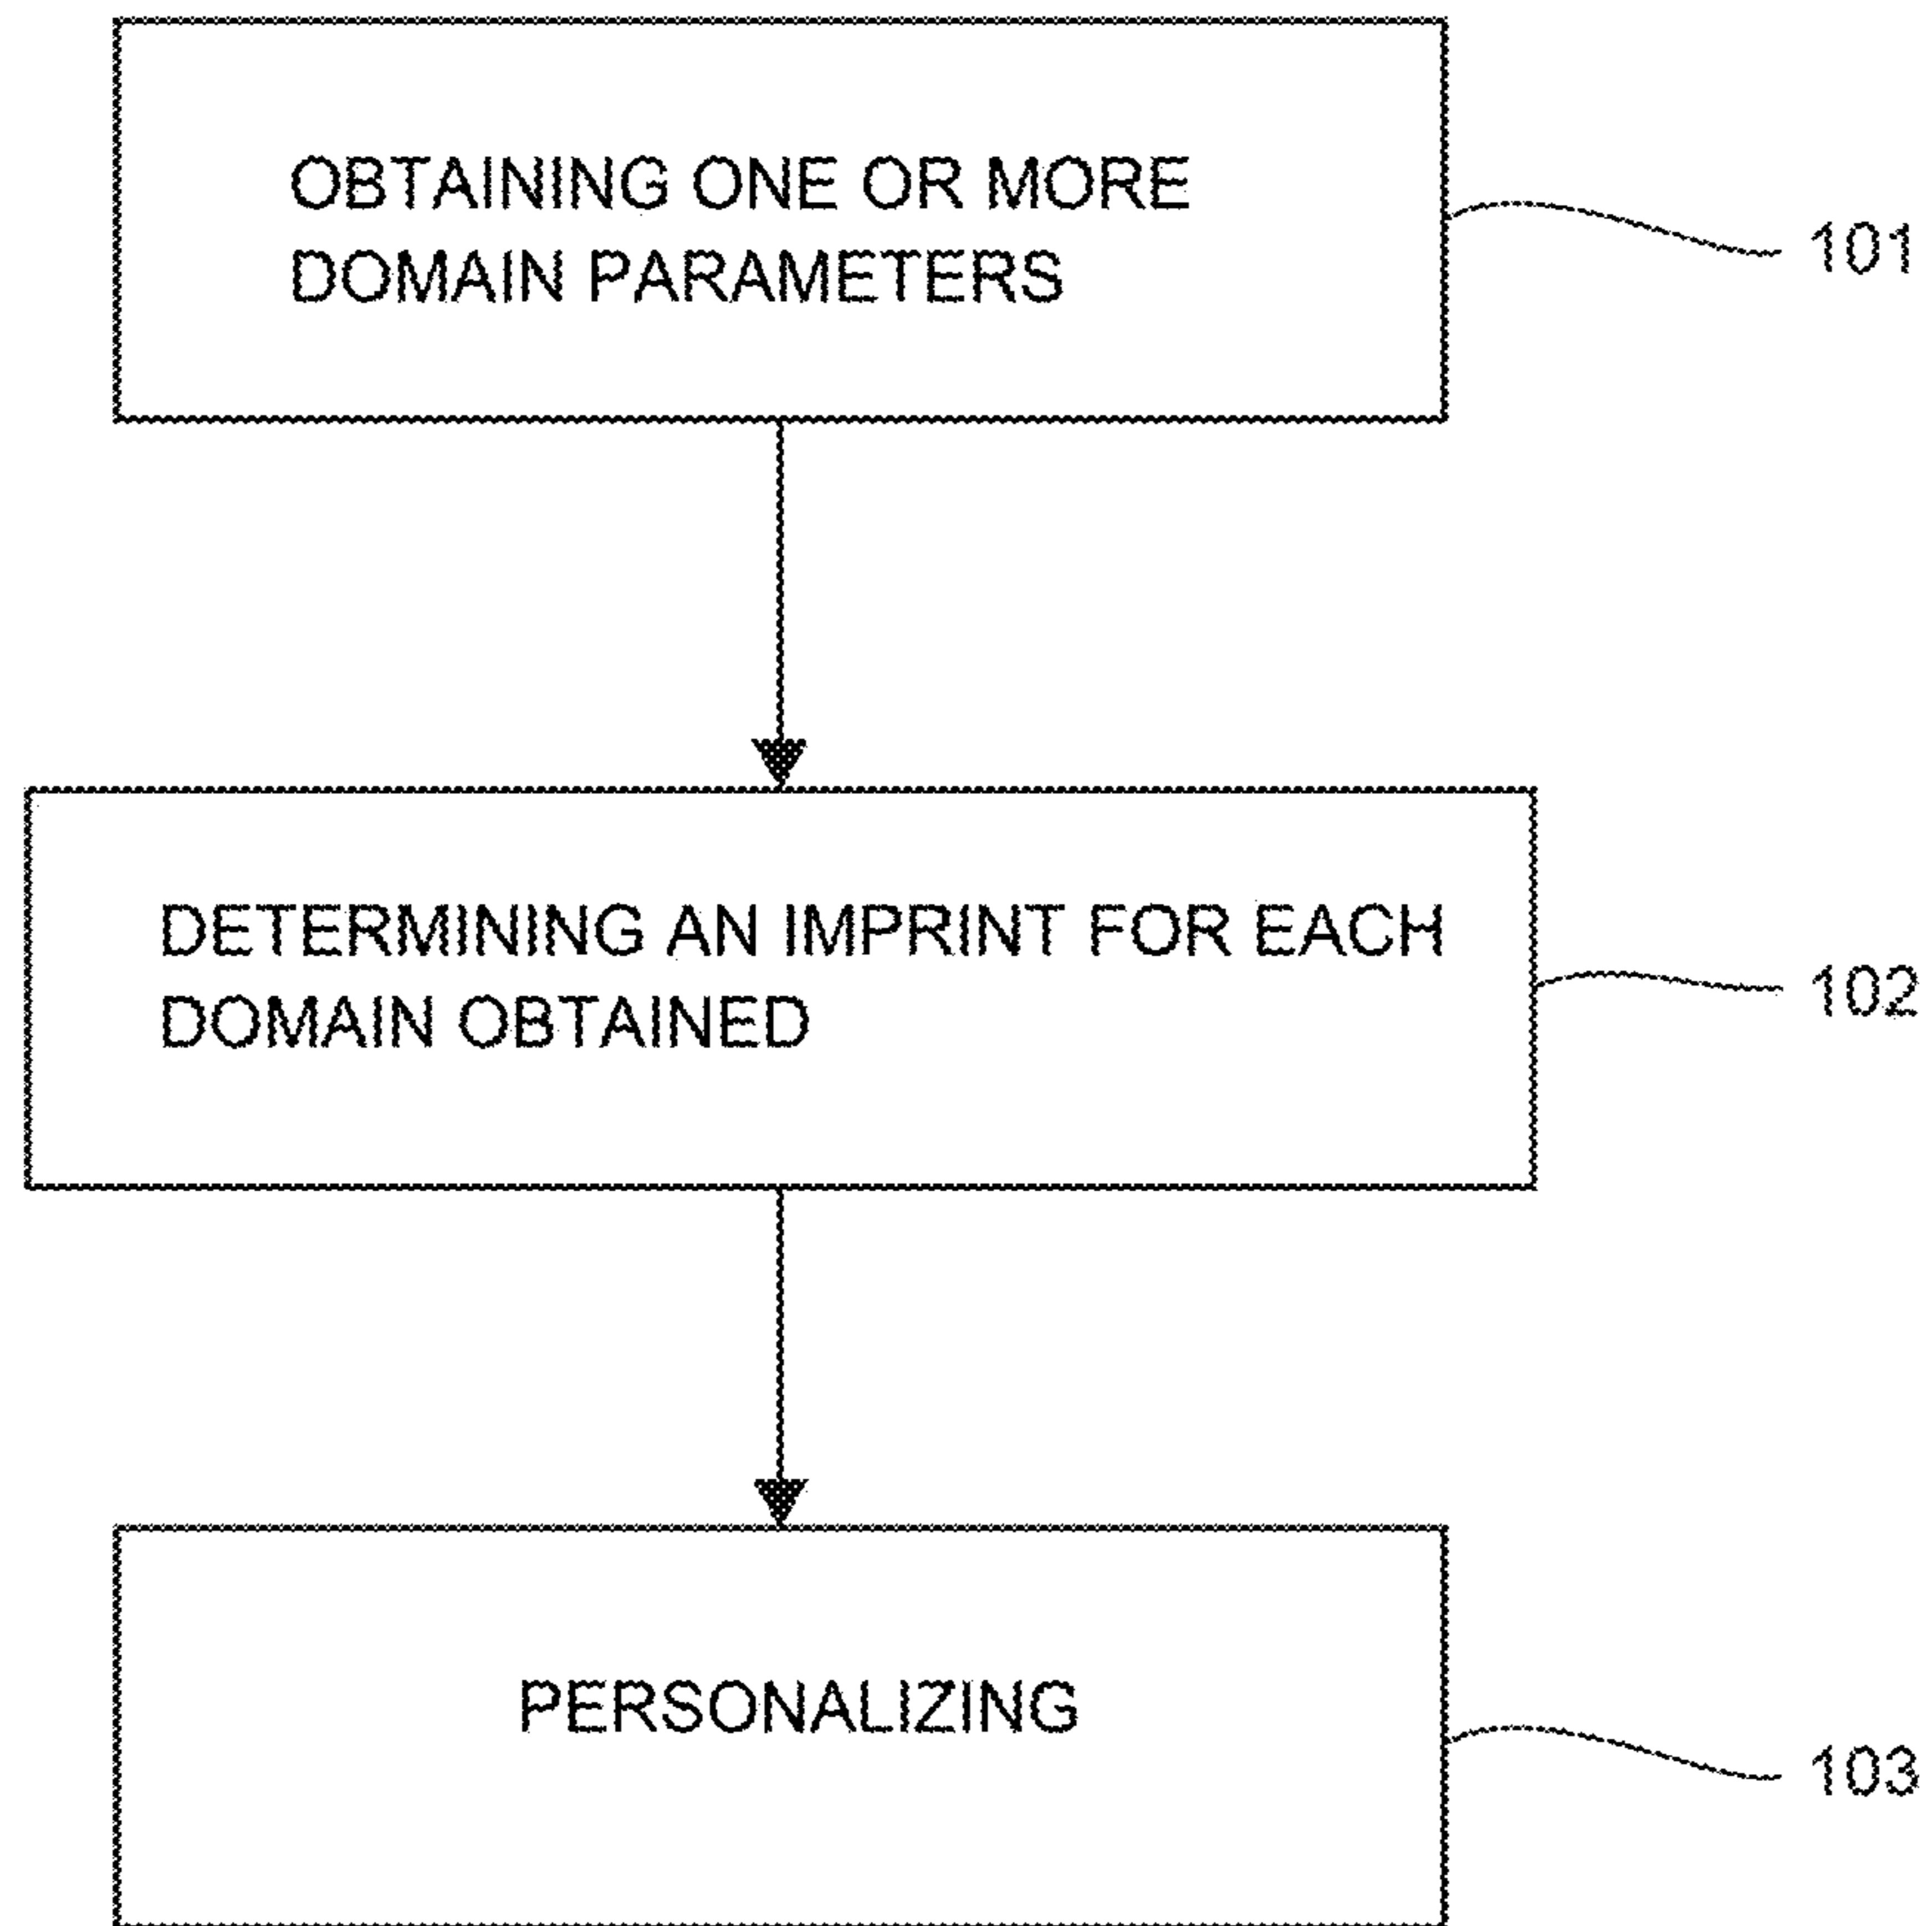 OBTAINING ONE OR MORE
DOMAIN PARAMETERS
101
DETERMINING AN IMPRINT FOR EACH
DOMAIN OBTAINED
102
PERSONALIZING
103